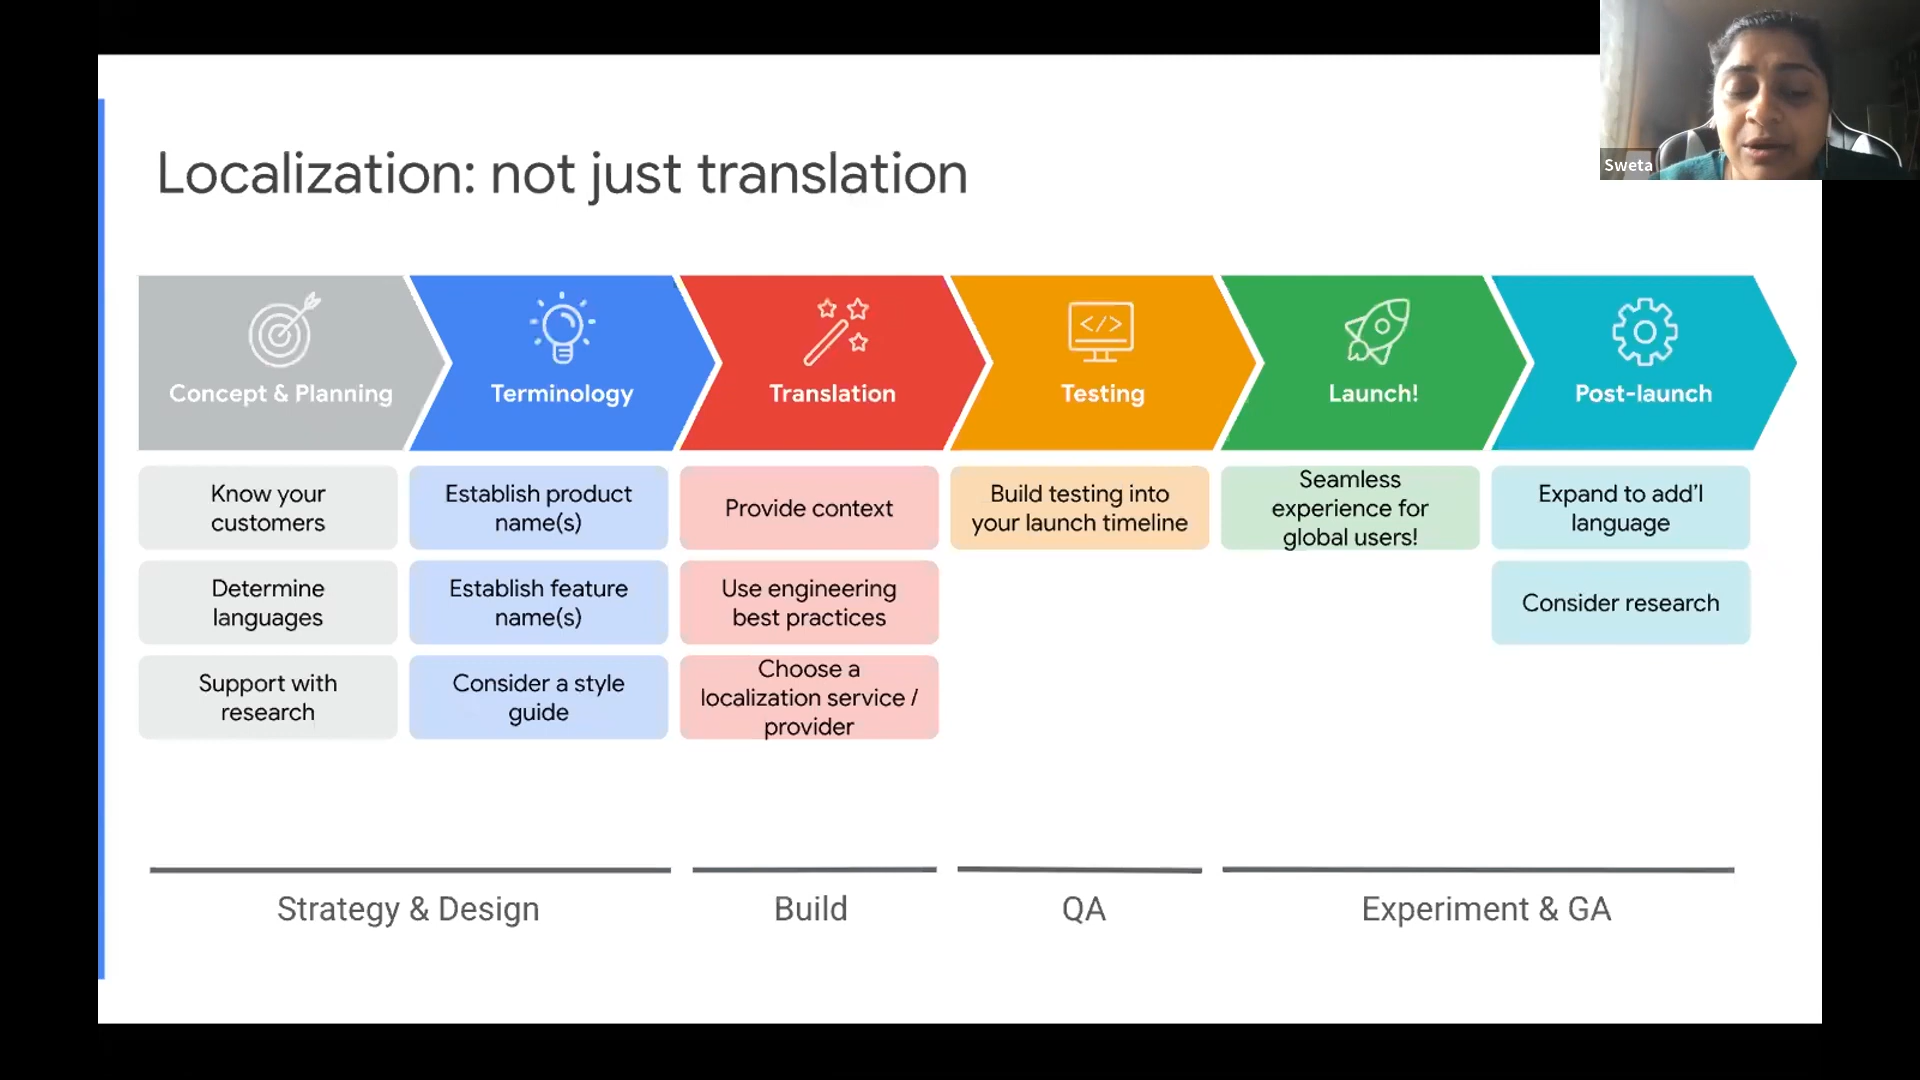 Sweta
Localization: not just translation
Concept & Planning
Terminology
Translation
Testing
Launch!
Post-launch
Know your
customers
Determine
languages
Support with
research
Establish product
name(s)
Establish feature
name(s)
Consider a style
guide
Provide context
Use engineering
best practices
Choose a
localization service /
provider
Build testing into
your launch timeline
Seamless
experience for
global users!
Expand to add'l
language
Consider research
Strategy & Design
Build
QA
Experiment & GA